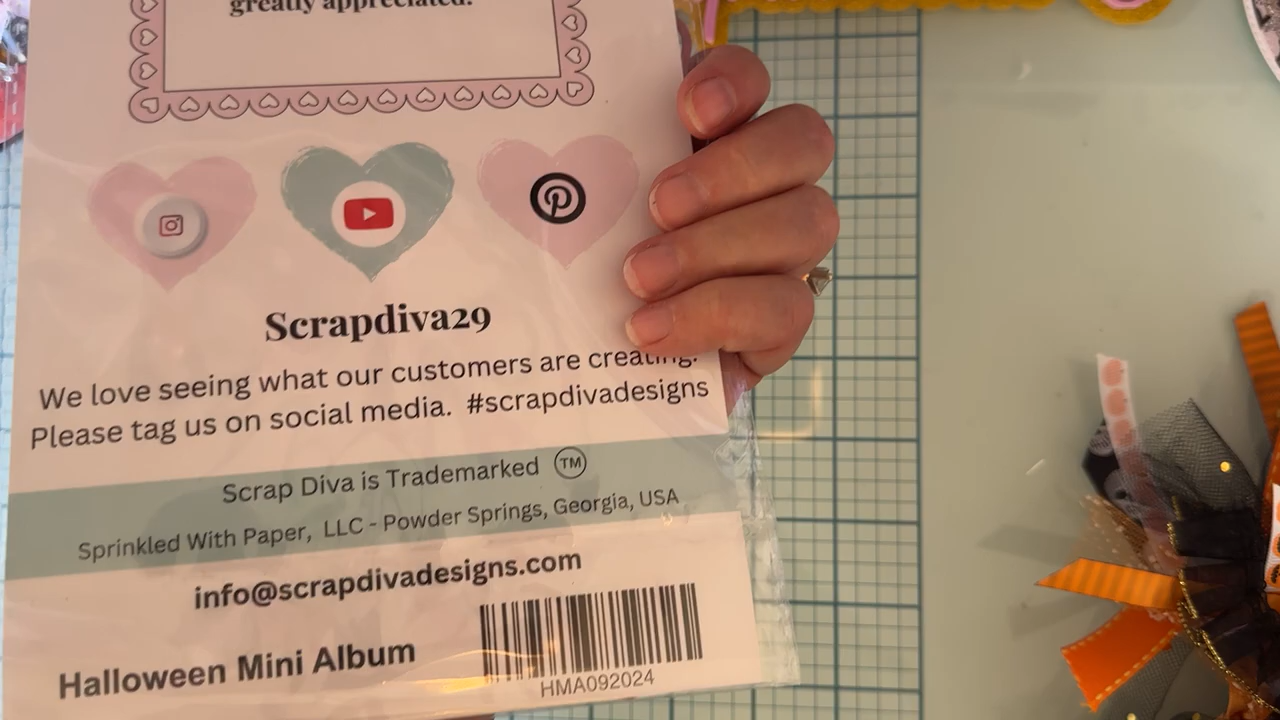 greatly appreciated.
Scrapdiva29
We love seeing what our customers are creating.
Please tag us on social media. #scrapdivadesigns
Scrap Diva is Trademarked TM
Sprinkled With Paper, LLC - Powder Springs, Georgia, USA
info@scrapdivadesigns.com
Halloween Mini Album
HMA092024